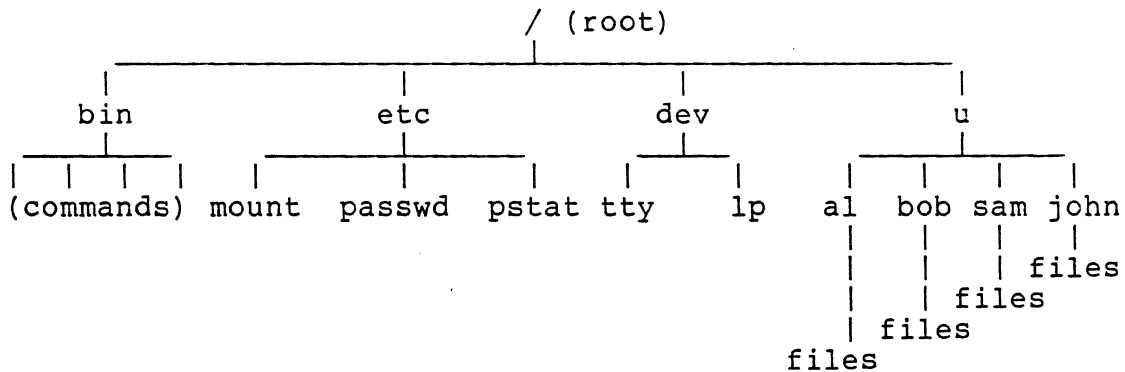 / (root)
bin etc dev u
(commands) mount passwd pstat tty lp al bob sam john
files
files
files
files